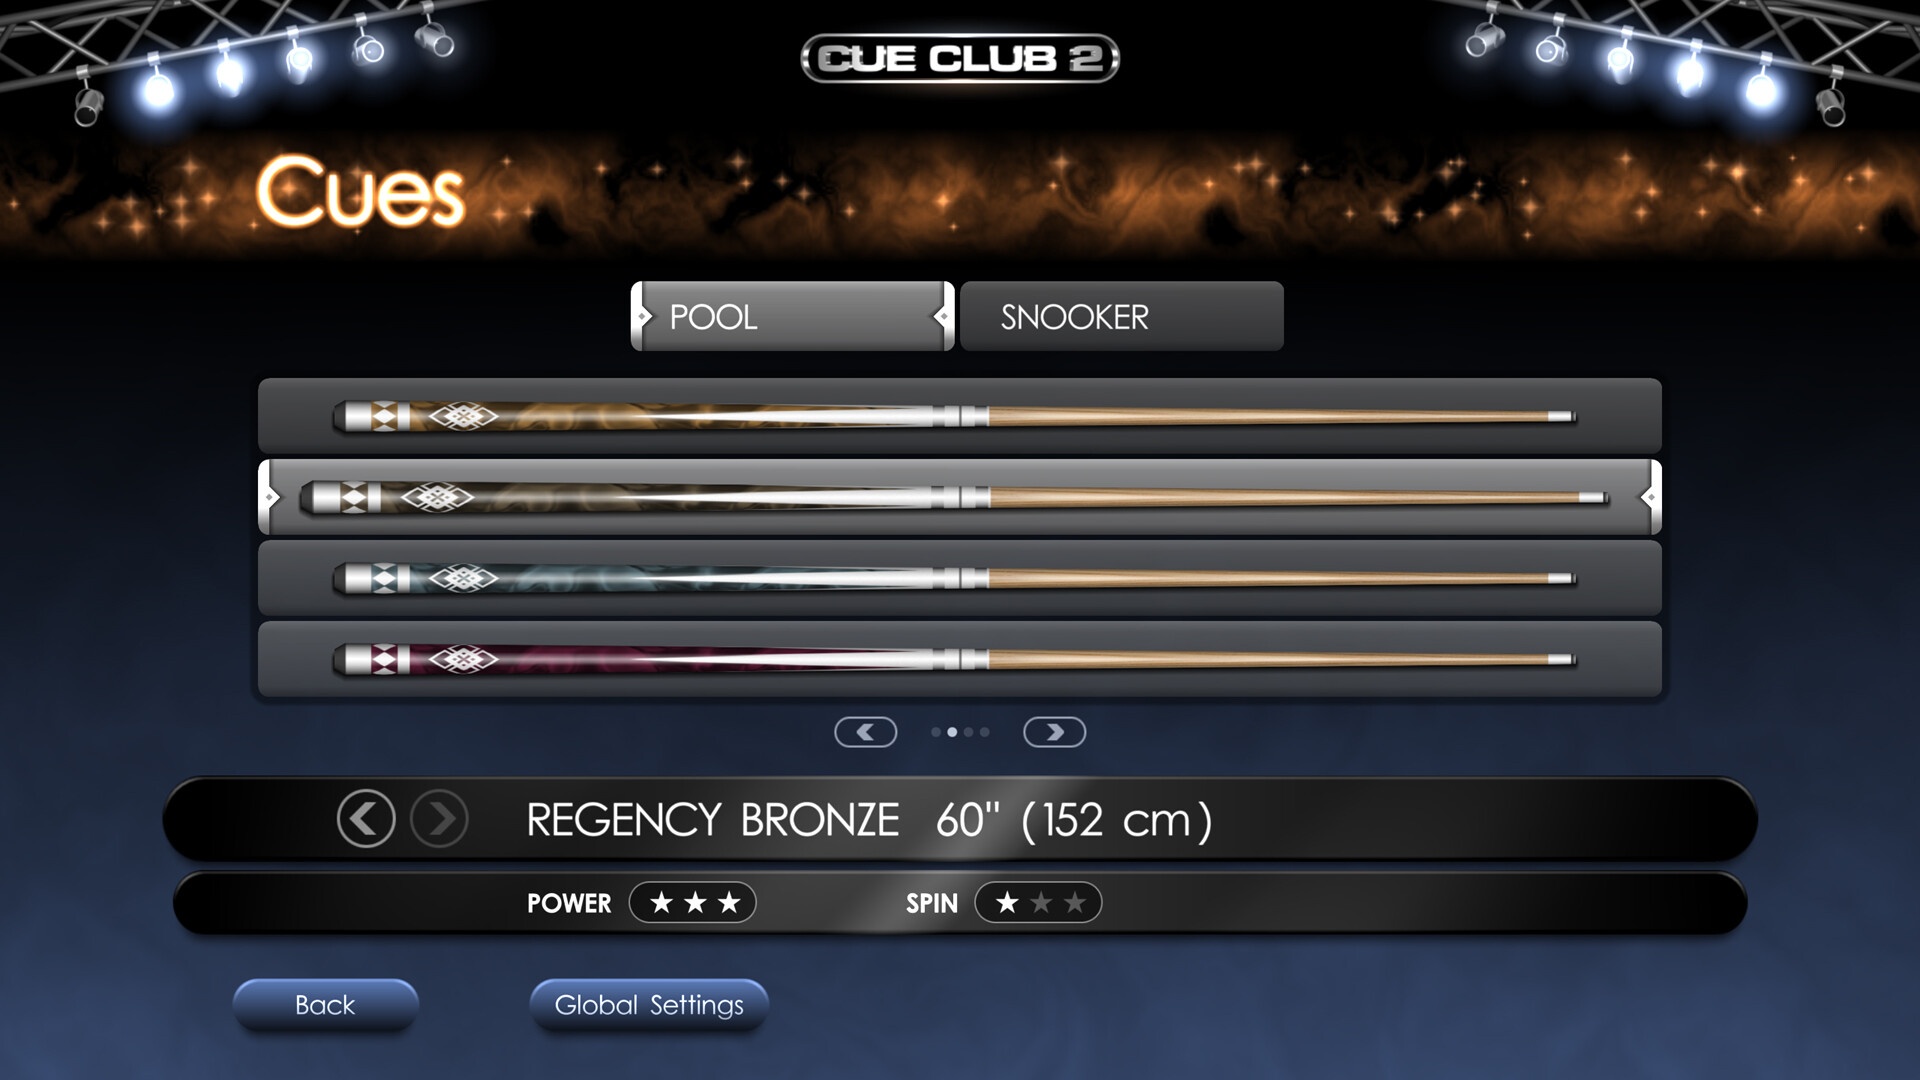 CUE CLUB 2
Cues
POOL
SNOOKER
REGENCY BRONZE 60" (152 cm)
POWER
SPIN
Back
Global Settings